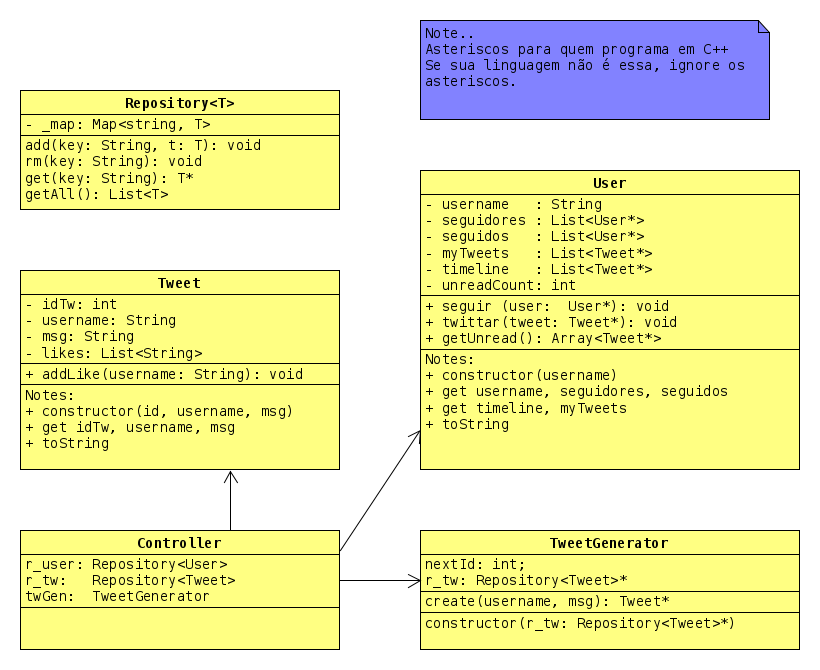 Note..
Asteriscos para quem programa em C++
Se sua linguagem não é essa, ignore os
asteriscos.
Repository<T>
- _map: Map<string, T>
add(key: String, t: T): void
rm(key: String): void
get(key: String): T*
getAll(): List<T>
User
- username   : String
- seguidores : List<User*>
- seguidos   : List<User*>
- myTweets   : List<Tweet*>
- timeline   : List<Tweet*>
- unreadCount: int
+ seguir (user:  User*): void
+ twittar(tweet: Tweet*): void
+ getUnread(): Array<Tweet*>
Notes:
+ constructor(username)
+ get username, seguidores, seguidos
+ get timeline, myTweets
+ toString
Tweet
- idTw: int
- username: String
- msg: String
- likes: List<String>
+ addLike(username: String): void
Notes:
+ constructor(id, username, msg)
+ get idTw, username, msg
+ toString
Controller
r_user: Repository<User>
r_tw:   Repository<Tweet>
twGen:  TweetGenerator
TweetGenerator
nextId: int;
r_tw: Repository<Tweet>*
create(username, msg): Tweet*
constructor(r_tw: Repository<Tweet>*)